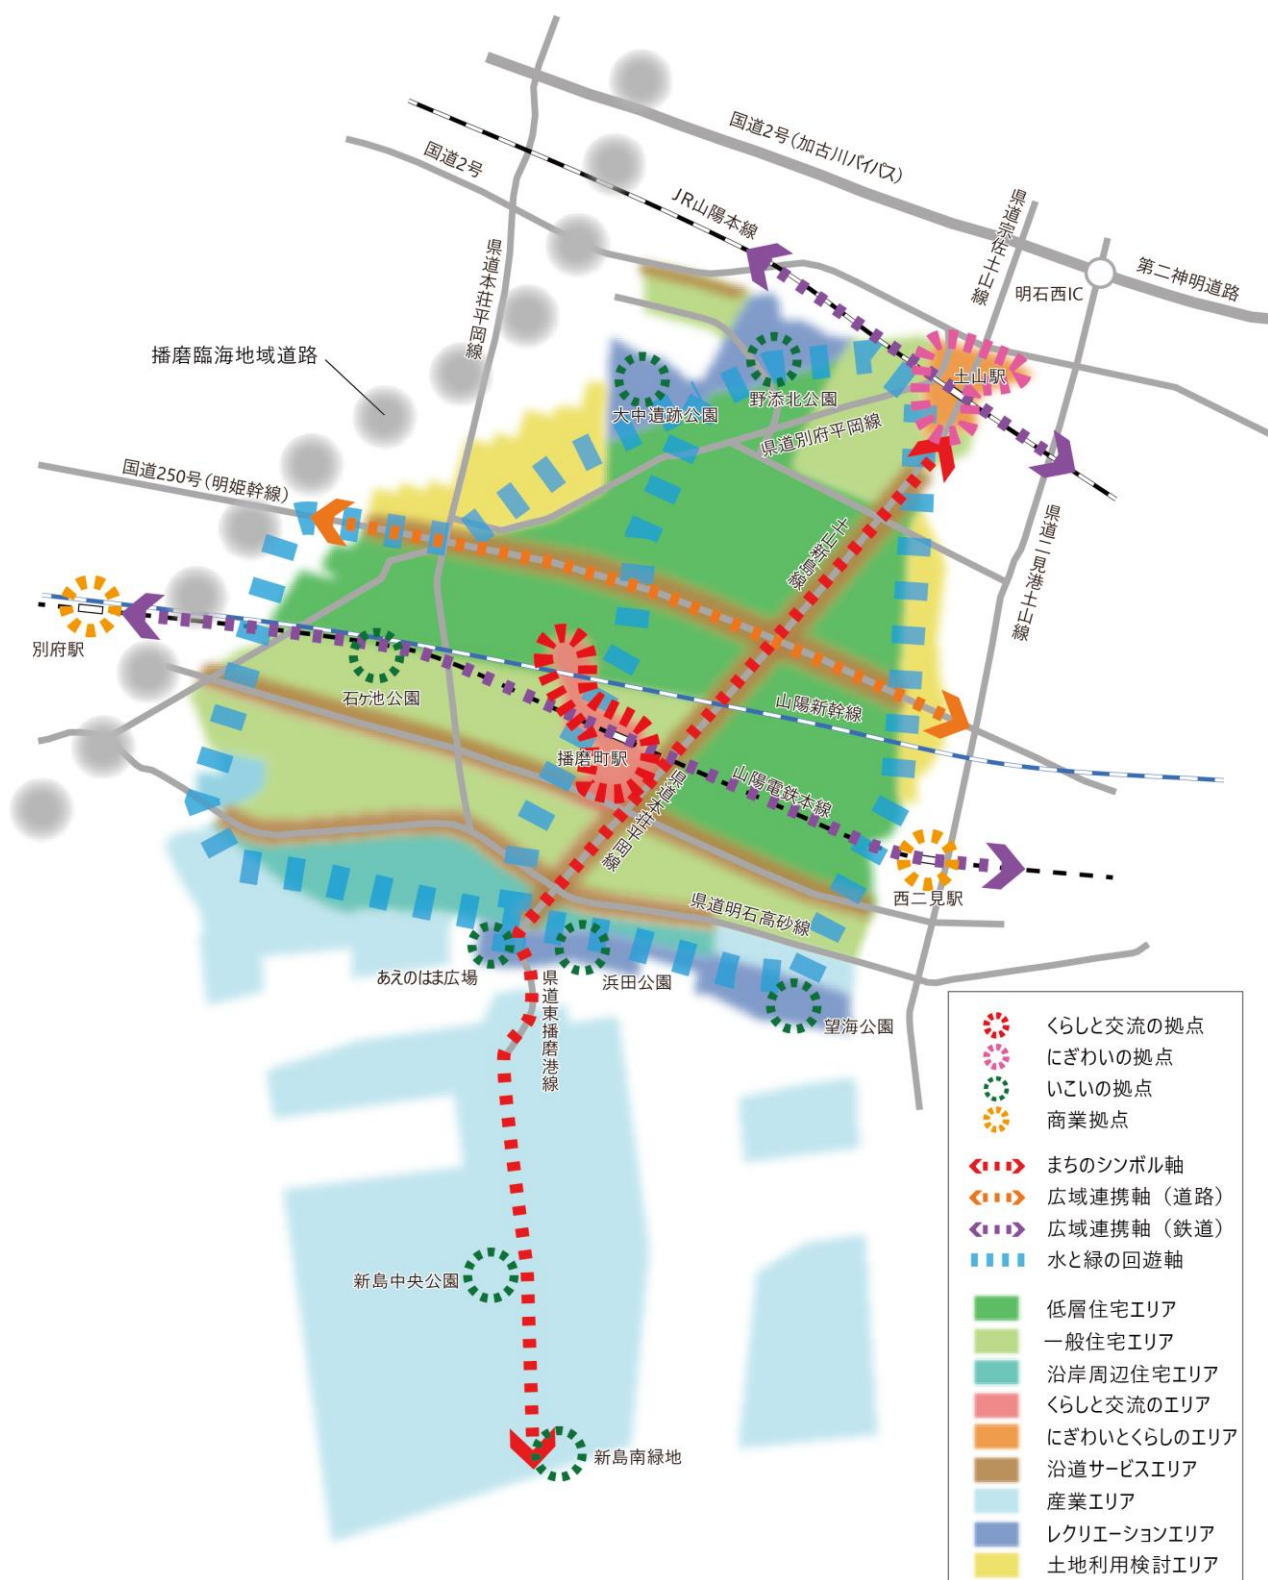 国道2号(加古川バイパス)
国道2号
JR山陽本線
県道宗佐土山線
第二神明道路
明石西IC
県道本荘平岡線
播磨臨海地域道路
土山駅
野添北公園
大中遺跡公園
県道別府平岡線
国道250号(明姫幹線)
土山新島線
県道二見港土山線
別府駅
石ケ池公園
山陽新幹線
播磨町駅
山陽電鉄本線
県道本荘平岡線
西二見駅
県道明石高砂線
あえのはま広場
県道東播磨港線
浜田公園
望海公園
新島中央公園
新島南緑地
くらしと交流の拠点
にぎわいの拠点
いこいの拠点
商業拠点
まちのシンボル軸
広域連携軸（道路）
広域連携軸（鉄道）
水と緑の回遊軸
低層住宅エリア
一般住宅エリア
沿岸周辺住宅エリア
くらしと交流のエリア
にぎわいとくらしのエリア
沿道サービスエリア
産業エリア
レクリエーションエリア
土地利用検討エリア